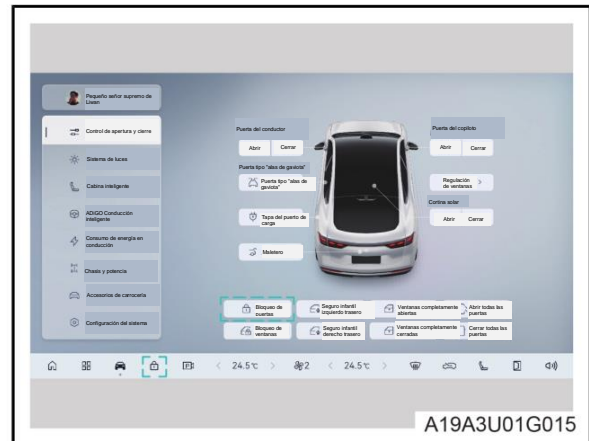 Pequeño señor supremo de
Liwan
Control de apertura y cierre
Sistema de luces
Cabina inteligente
ADiGO Conducción
inteligente
Consumo de energía en
conducción
Chasis y potencia
Accesorios de carrocería
Configuración del sistema
Puerta del conductor
Abrir Cerrar
Puerta tipo "alas de gaviota"
Puerta tipo "alas de
gaviota"
Tapa del puerto de
carga
Maletero
Puerta del copiloto
Abrir Cerrar
Regulación
de ventanas >
Cortina solar
Abrir Cerrar
Bloqueo de
puertas
Seguro infantil
izquierdo trasero
Ventanas completamente
abiertas
Abrir todas las
puertas
Bloqueo de
ventanas
Seguro infantil
derecho trasero
Ventanas completamente
cerradas
Cerrar todas las
puertas
< 24.5°C > 2 < 24.5°C >
A19A3U01G015